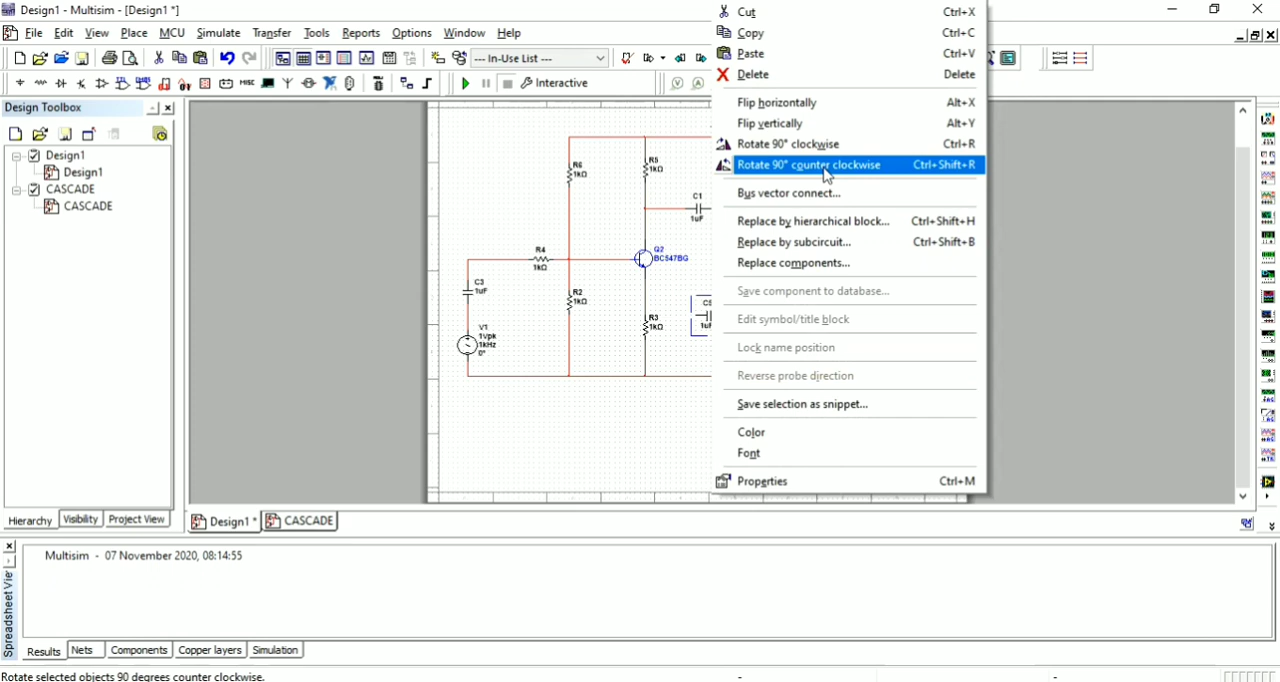 Design1 - Multisim - [Design1 *]
File Edit View Place MCU Simulate Transfer Tools Reports Options Window Help
--- In-Use List ---
Interactive
Design Toolbox
Design1
Design1
CASCADE
CASCADE
Hierarchy Visibility Project View
R6
1kΩ
R5
1kΩ
C1
1uF
R4
1kΩ
Q2
BC547BG
C3
1uF
R2
1kΩ
R3
1kΩ
V1
1Vpk
1kHz
0°
Cut Ctrl+X
Copy Ctrl+C
Paste Ctrl+V
Delete Delete
Flip horizontally Alt+X
Flip vertically Alt+Y
Rotate 90° clockwise Ctrl+R
Rotate 90° counter clockwise Ctrl+Shift+R
Bus vector connect...
Replace by hierarchical block... Ctrl+Shift+H
Replace by subcircuit... Ctrl+Shift+B
Replace components...
Save component to database...
Edit symbol/title block
Lock name position
Reverse probe direction
Save selection as snippet...
Color
Font
Properties Ctrl+M
Design1 * CASCADE
Multisim - 07 November 2020, 08:14:55
Spreadsheet Vier
Results Nets Components Copper layers Simulation
Rotate selected objects 90 degrees counter clockwise. - -